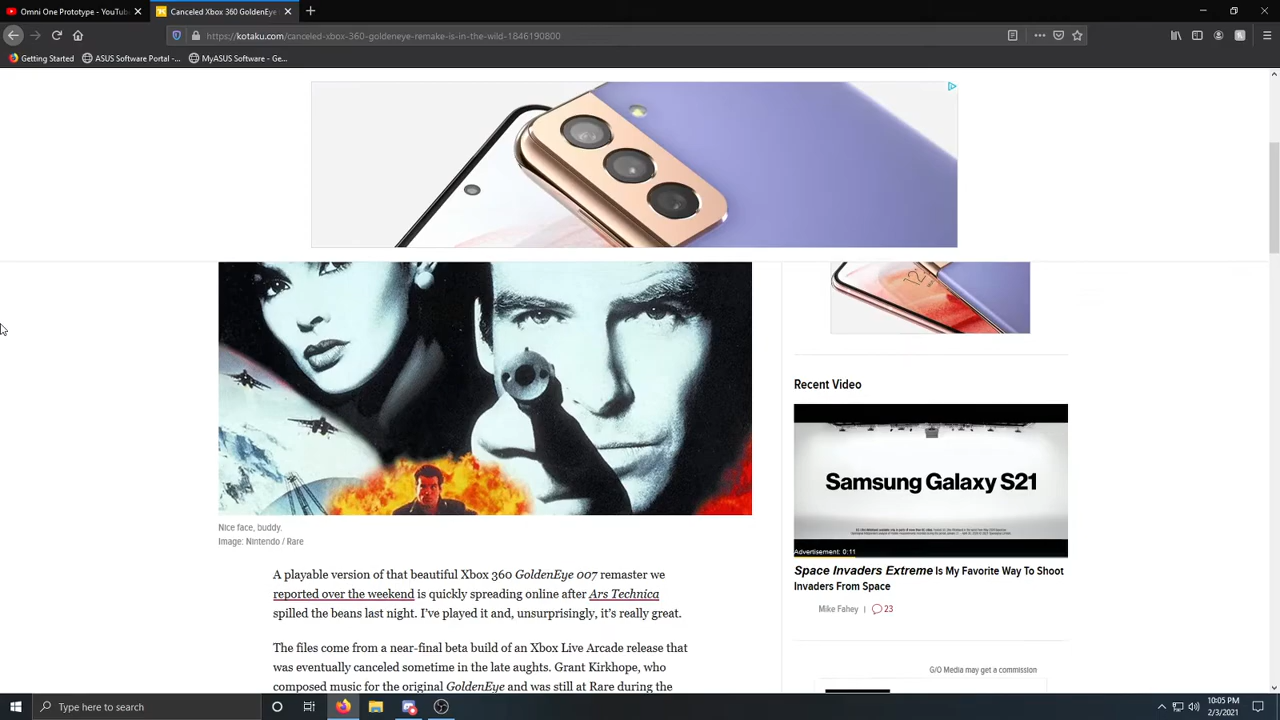 Omni One Prototype - YouTub
Canceled Xbox 360 GoldenEye
https://kotaku.com/canceled-xbox-360-goldeneye-remake-is-in-the-wild-1846190800
Getting Started
ASUS Software Portal -...
MyASUS Software - Ge...
Recent Video
Samsung Galaxy S21
Advertisement: 0:11
Space Invaders Extreme Is My Favorite Way To Shoot
Invaders From Space
Mike Fahey | 23
G/O Media may get a commission
Nice face, buddy.
Image: Nintendo / Rare
A playable version of that beautiful Xbox 360 GoldenEye 007 remaster we
reported over the weekend is quickly spreading online after Ars Technica
spilled the beans last night. I’ve played it and, unsurprisingly, it’s really great.
The files come from a near-final beta build of an Xbox Live Arcade release that
was eventually canceled sometime in the late aughts. Grant Kirkhope, who
composed music for the original GoldenEye and was still at Rare during the
Type here to search
10:05 PM
2/3/2021